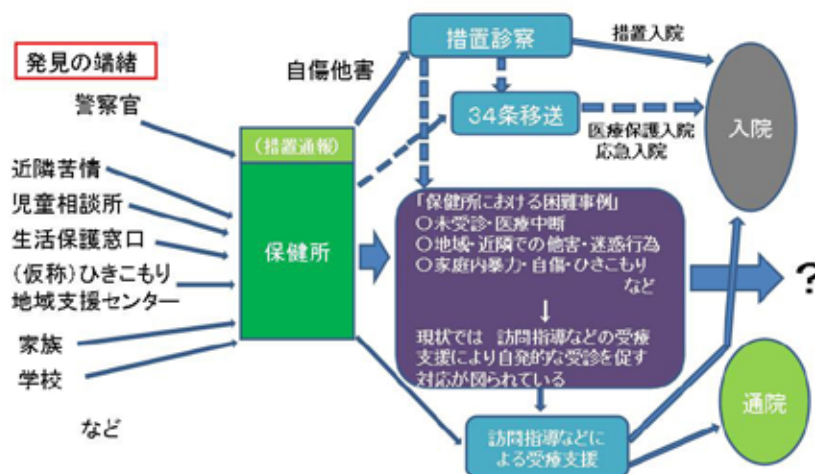 発見の端緒
警察官
近隣苦情
児童相談所
生活保護窓口
(仮称)ひきこもり
地域支援センター
家族
学校
など
(措置通報)
保健所
自傷他害
措置診察
措置入院
34条移送
医療保護入院
応急入院
入院
「保健所における困難事例」
○未受診・医療中断
○地域・近隣での他害・迷惑行為
○家庭内暴力・自傷・ひきこもり
など
↓
現状では 訪問指導などの受療
支援により自発的な受診を促す
対応が図られている
?
通院
訪問指導などに
よる受療支援